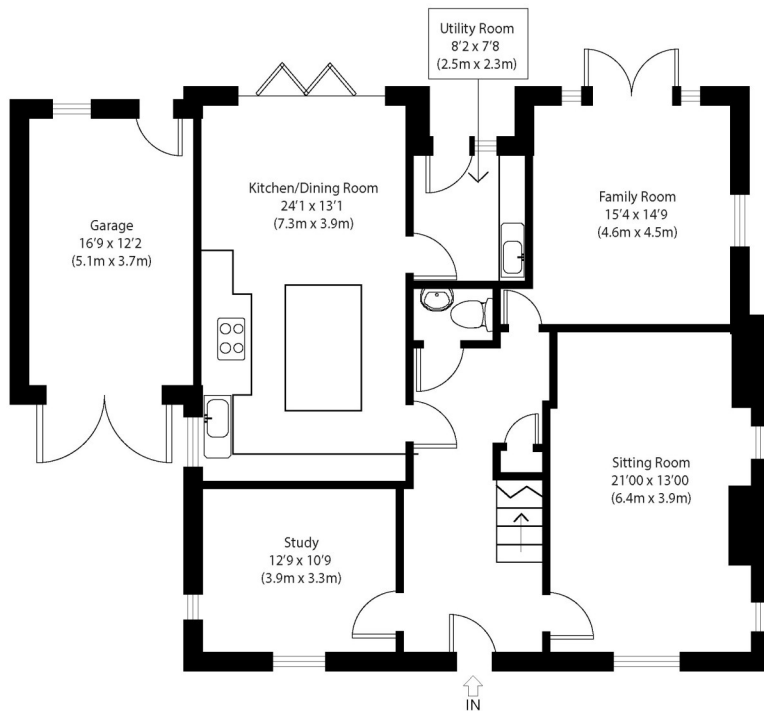 Utility Room
8'2 x 7'8
(2.5m x 2.3m)
Kitchen/Dining Room
24'1 x 13'1
(7.3m x 3.9m)
Family Room
15'4 x 14'9
(4.6m x 4.5m)
Garage
16'9 x 12'2
(5.1m x 3.7m)
Sitting Room
21'00 x 13'00
(6.4m x 3.9m)
Study
12'9 x 10'9
(3.9m x 3.3m)
IN